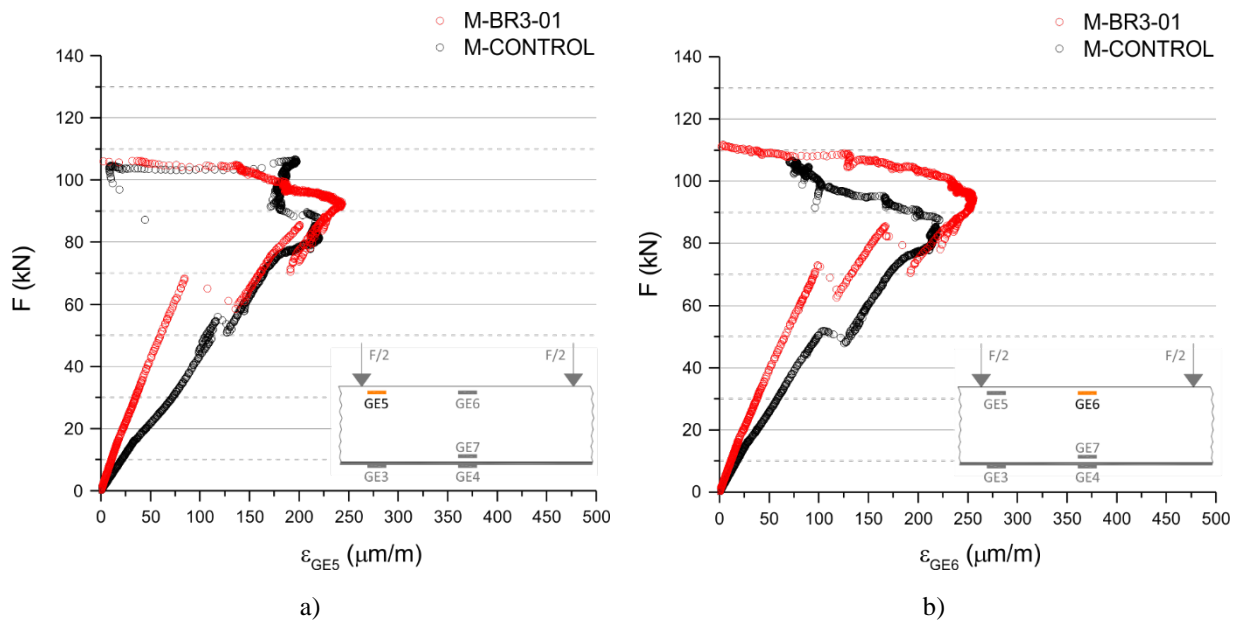 M-BR3-01
M-CONTROL
140
120
100
80
60
40
20
0
F (kN)
F/2
F/2
GE5
GE6
GE7
GE3
GE4
0 50 100 150 200 250 300 350 400 450 500
εGE5 (μm/m)
a)
M-BR3-01
M-CONTROL
140
120
100
80
60
40
20
0
F (kN)
F/2
F/2
GE5
GE6
GE7
GE3
GE4
0 50 100 150 200 250 300 350 400 450 500
εGE6 (μm/m)
b)